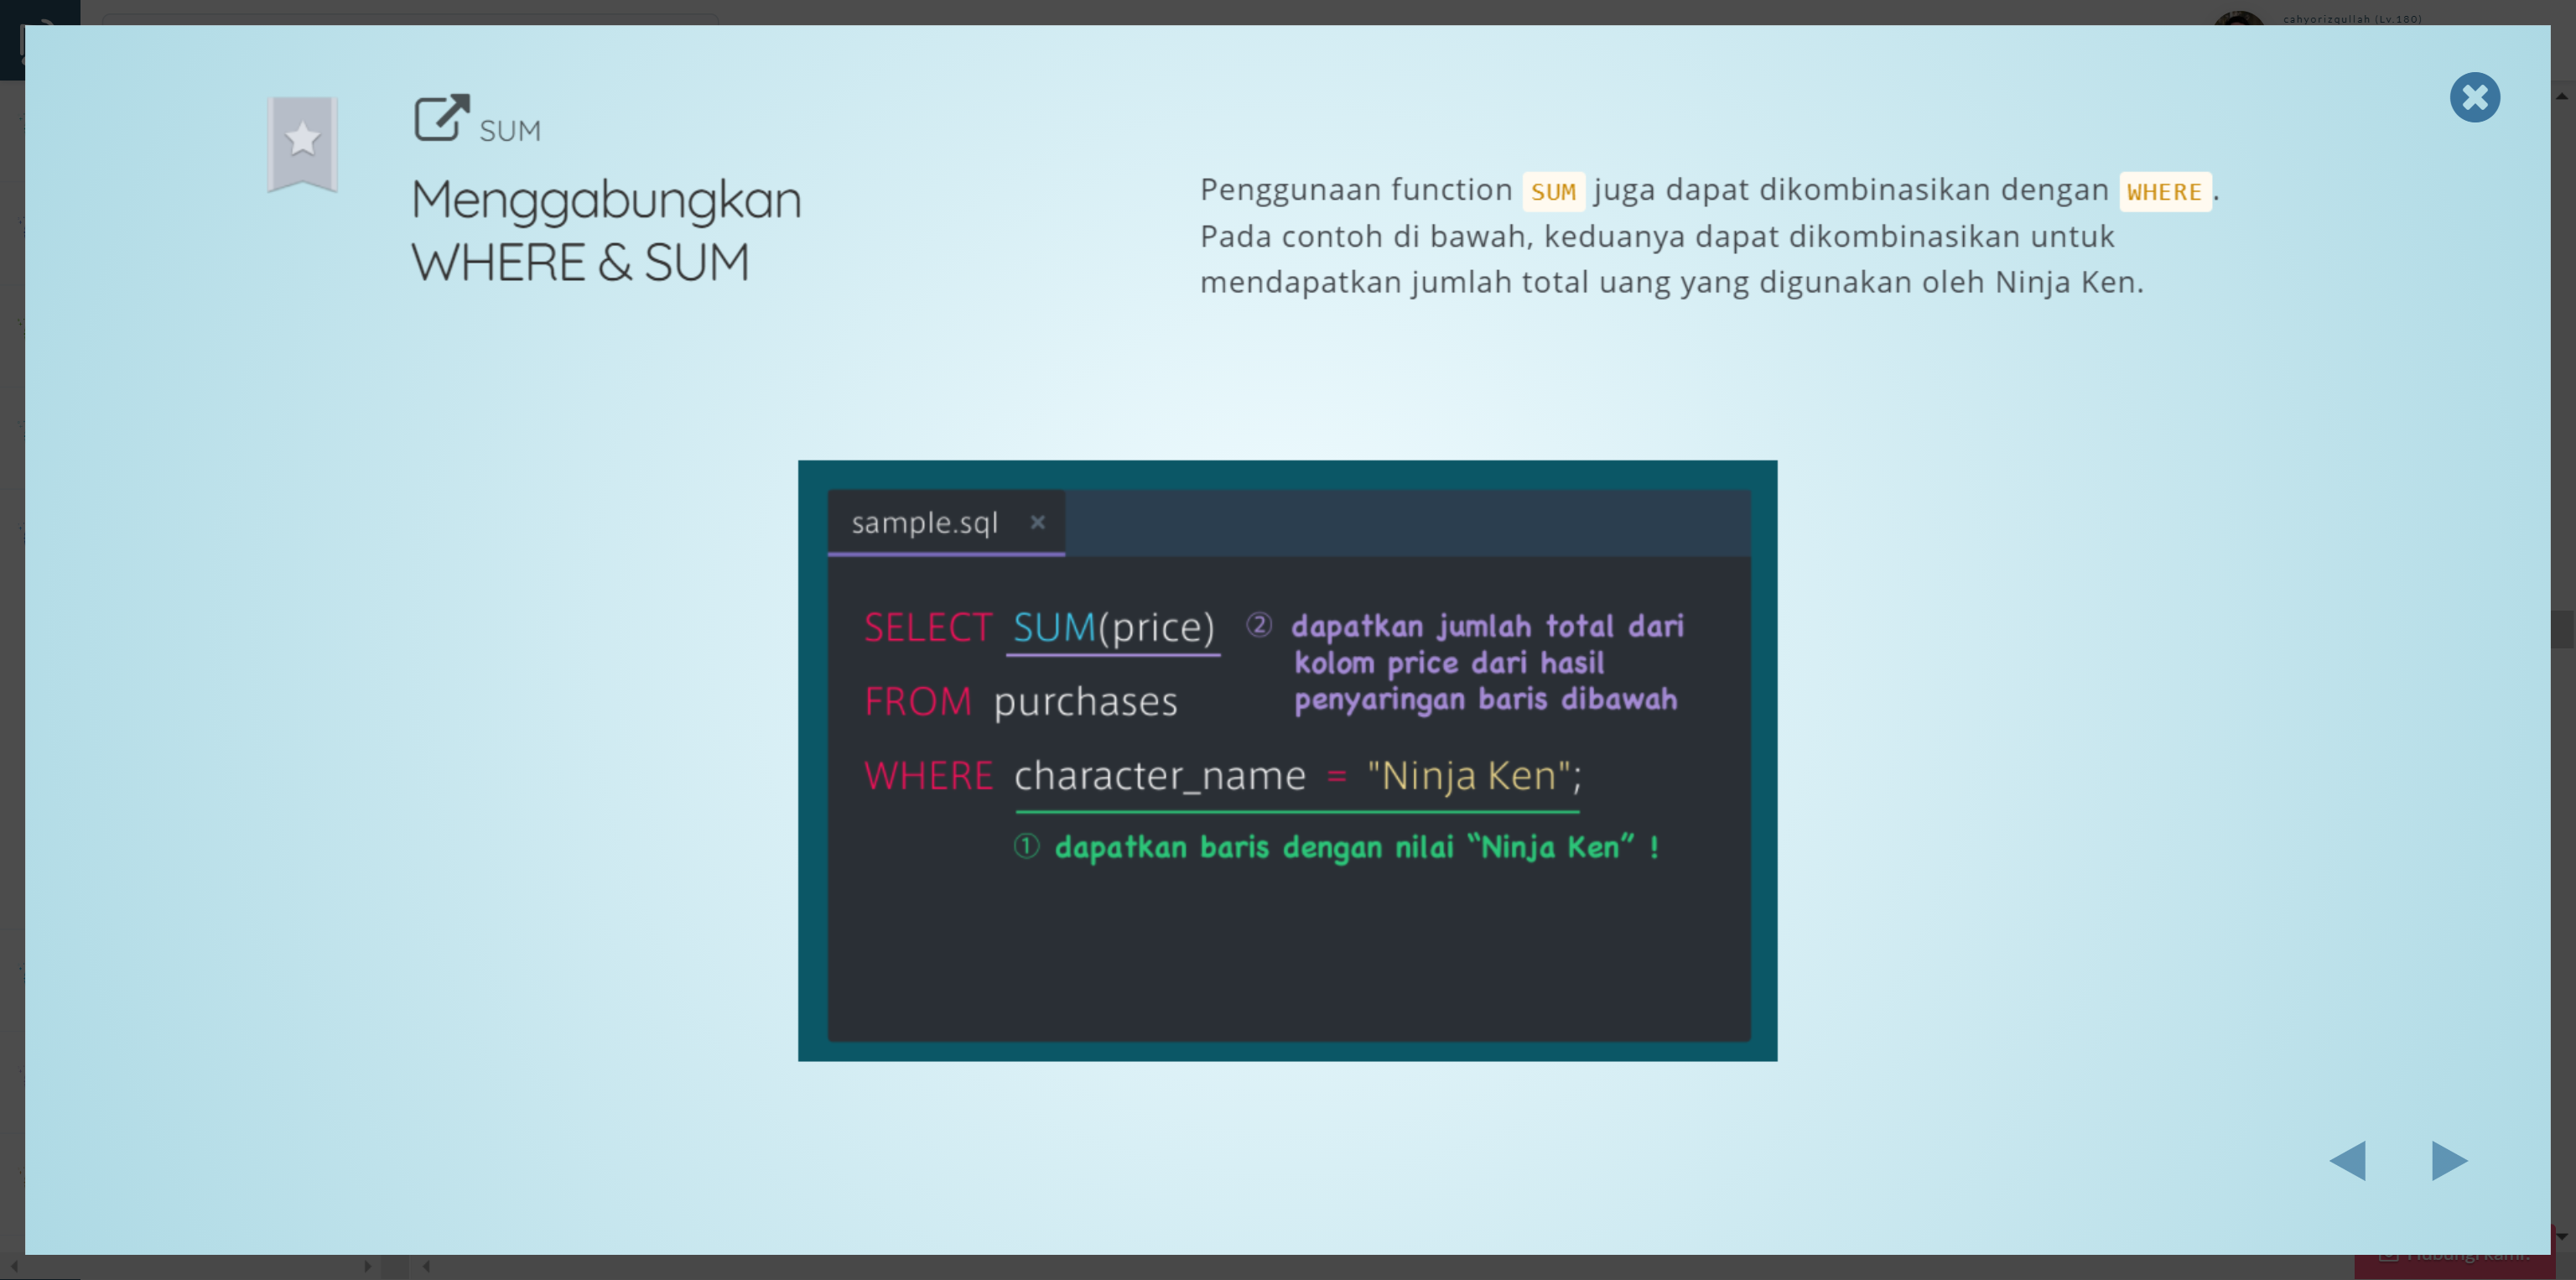 cahyorizqullah (Lv.180)
SUM
Menggabungkan
WHERE & SUM
Penggunaan function SUM juga dapat dikombinasikan dengan WHERE.
Pada contoh di bawah, keduanya dapat dikombinasikan untuk
mendapatkan jumlah total uang yang digunakan oleh Ninja Ken.
sample.sql ×
SELECT SUM(price) ② dapatkan jumlah total dari
kolom price dari hasil
FROM purchases penyaringan baris dibawah
WHERE character_name = "Ninja Ken";
① dapatkan baris dengan nilai “Ninja Ken” !